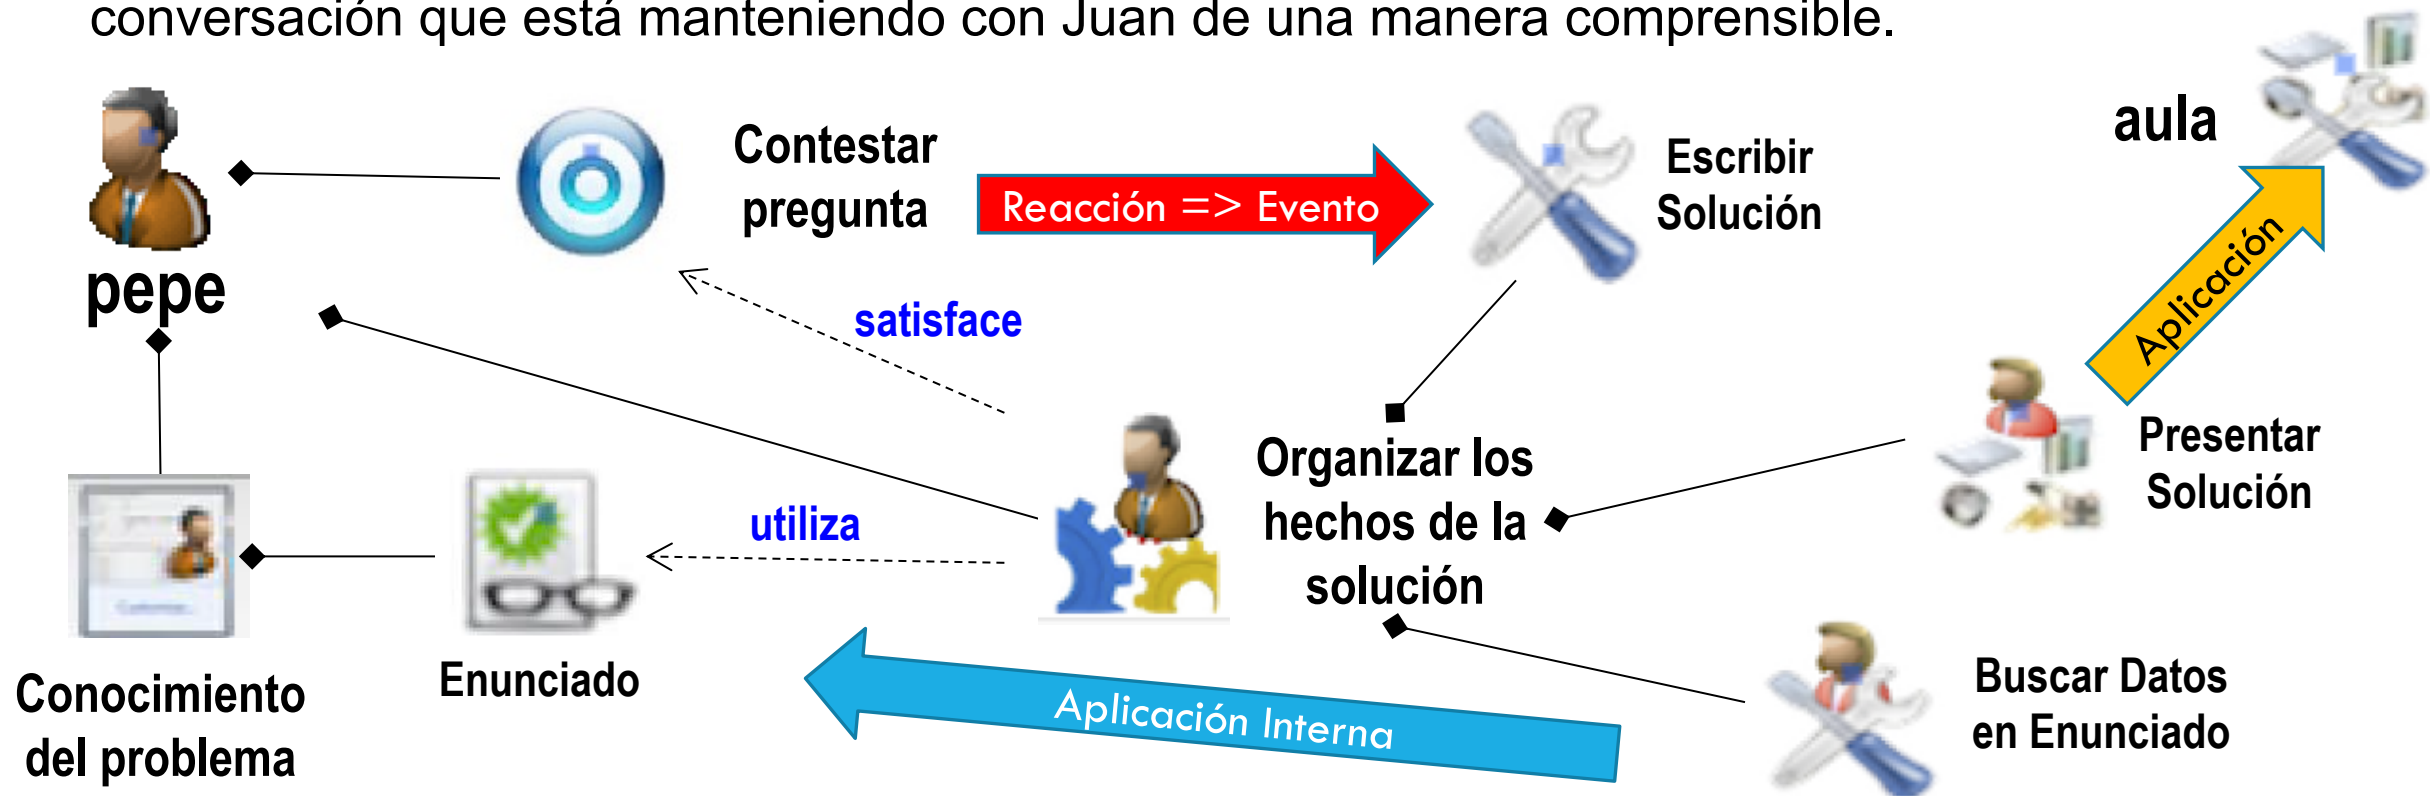 conversación que está manteniendo con Juan de una manera comprensible.
pepe
Contestar
pregunta
Reacción => Evento
Escribir
Solución
aula
Aplicación
satisface
Organizar los
hechos de la
solución
Presentar
Solución
utiliza
Conocimiento
del problema
Enunciado
Aplicación Interna
Buscar Datos
en Enunciado